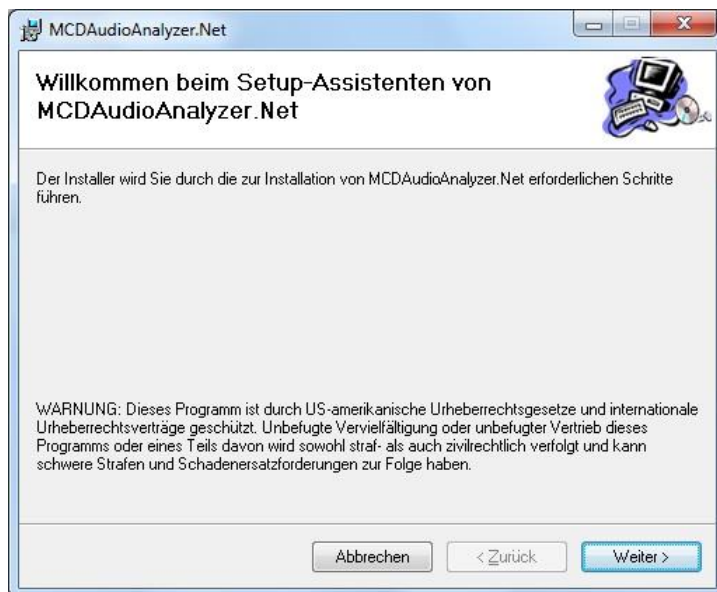 MCDAudioAnalyzer.Net
Willkommen beim Setup-Assistenten von
MCDAudioAnalyzer.Net
Der Installer wird Sie durch die zur Installation von MCDAudioAnalyzer.Net erforderlichen Schritte
führen.
WARNUNG: Dieses Programm ist durch US-amerikanische Urheberrechtsgesetze und internationale
Urheberrechtsverträge geschützt. Unbefugte Vervielfältigung oder unbefugter Vertrieb dieses
Programms oder eines Teils davon wird sowohl straf- als auch zivilrechtlich verfolgt und kann
schwere Strafen und Schadenersatzforderungen zur Folge haben.
Abbrechen < Zurück Weiter >